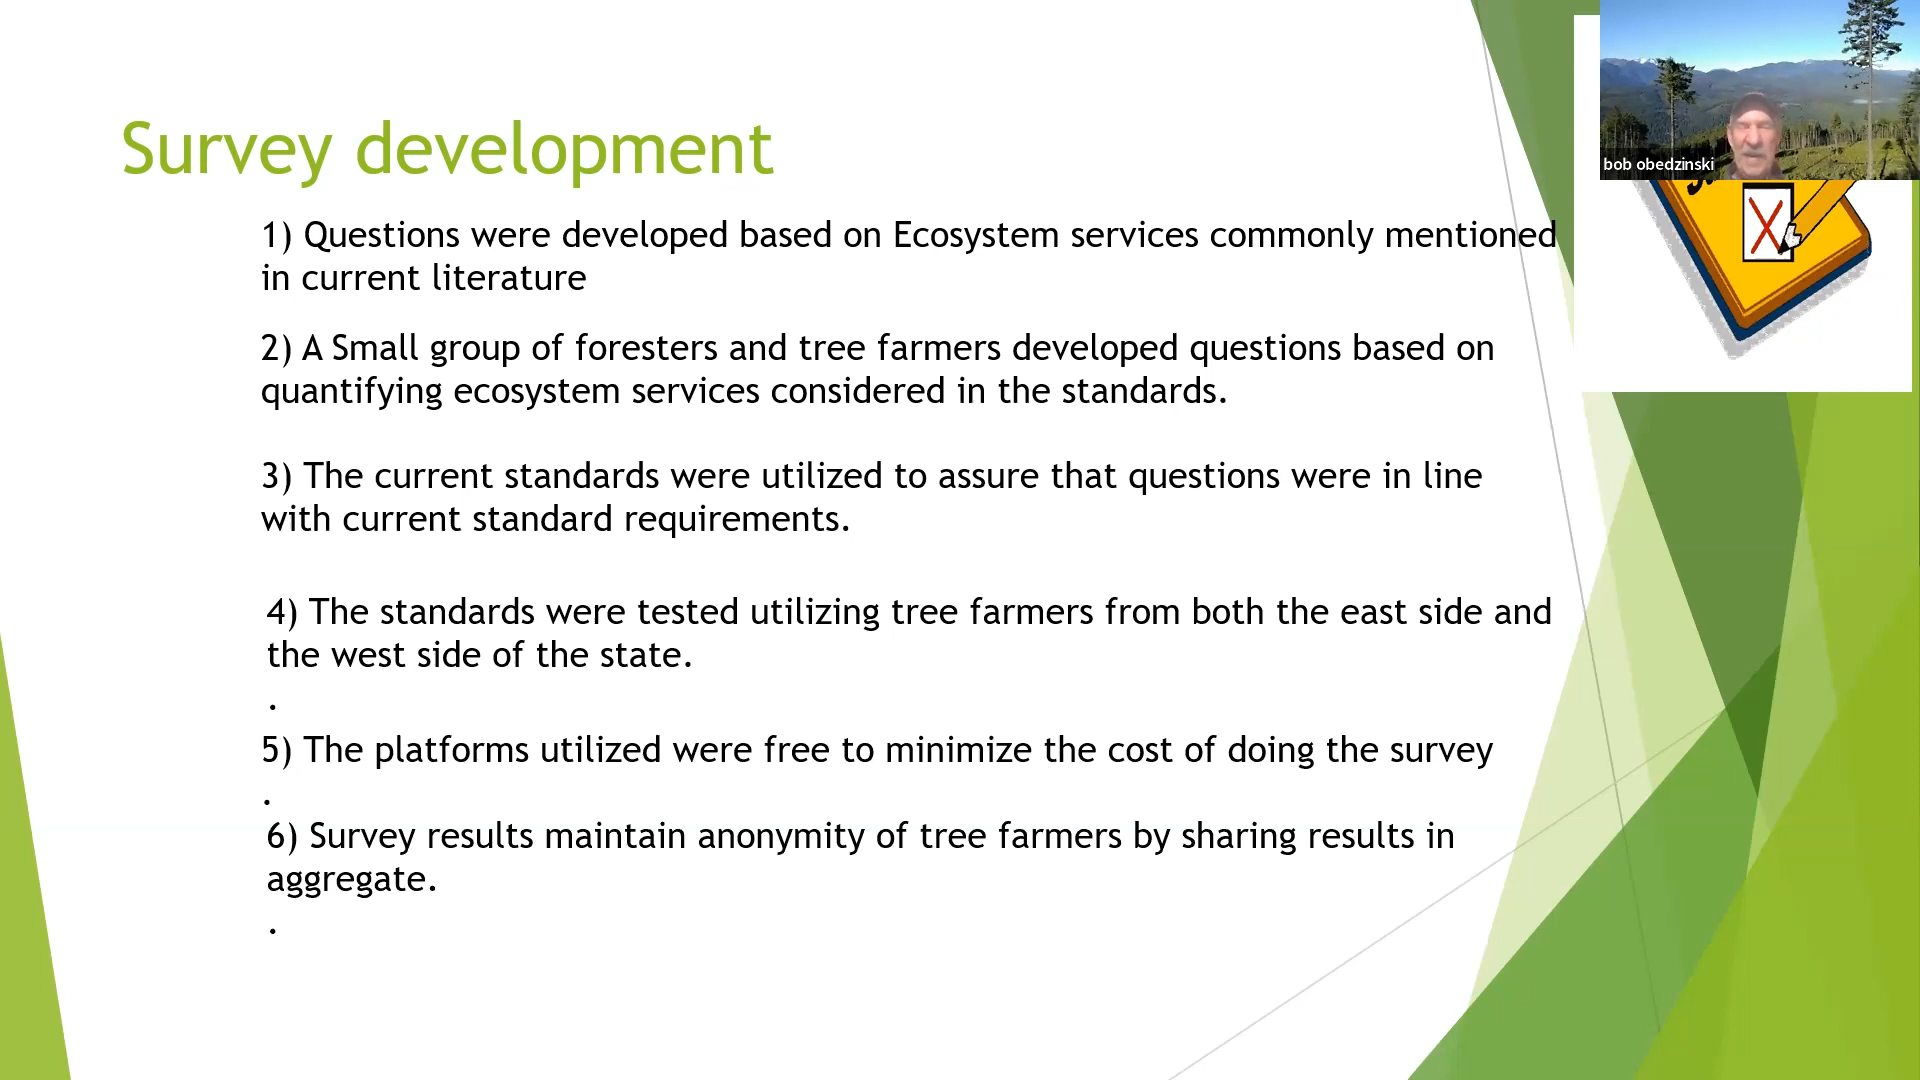 Survey development
1) Questions were developed based on Ecosystem services commonly mentioned
in current literature
2) A Small group of foresters and tree farmers developed questions based on
quantifying ecosystem services considered in the standards.
3) The current standards were utilized to assure that questions were in line
with current standard requirements.
4) The standards were tested utilizing tree farmers from both the east side and
the west side of the state.
.
5) The platforms utilized were free to minimize the cost of doing the survey
.
6) Survey results maintain anonymity of tree farmers by sharing results in
aggregate.
.
bob obedzinski
X